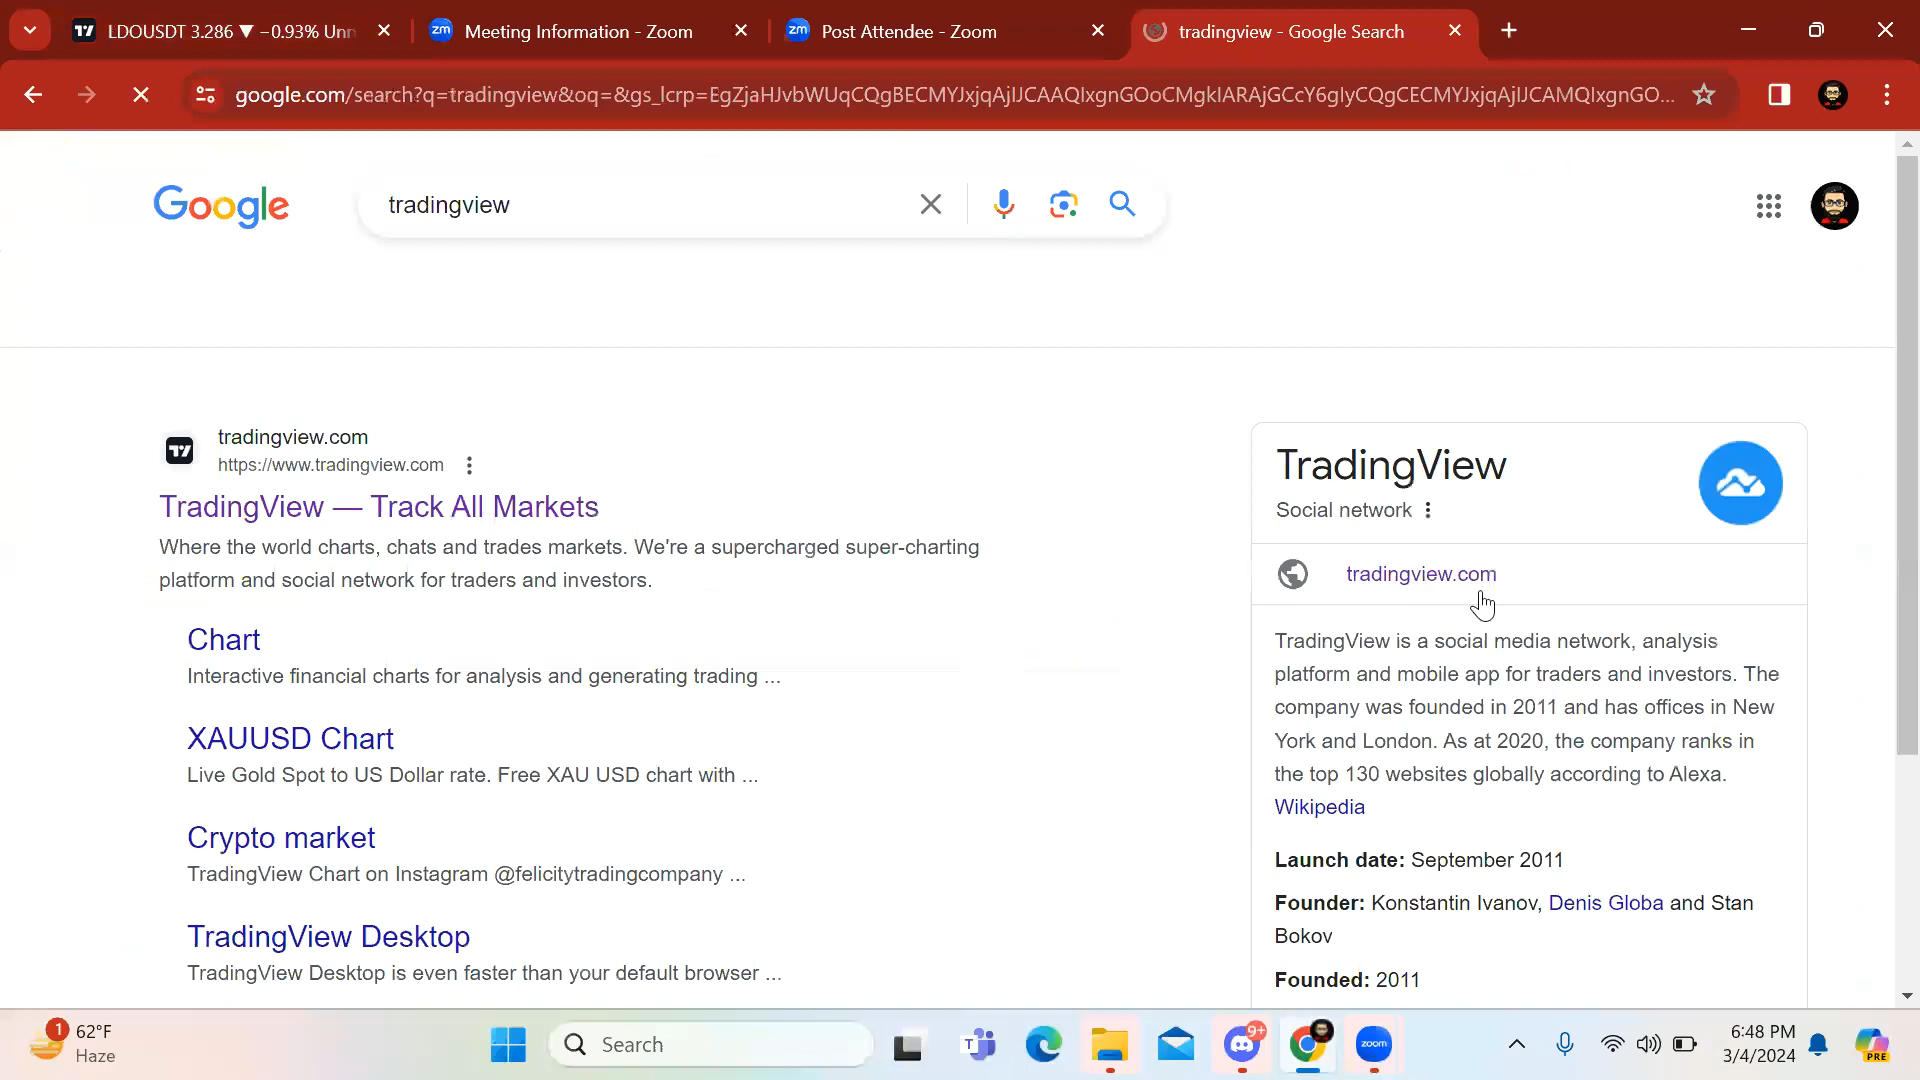 LDOUSDT 3.286 ▼ −0.93% Unn
Meeting Information - Zoom
Post Attendee - Zoom
tradingview - Google Search
google.com/search?q=tradingview&oq=&gs_lcrp=EgZjaHJvbWUqCQgBECMYJxjqAjIJCAAQIxgnGOoCMgkIARAjGCcY6gIyCQgCECMYJxjqAjIJCAMQIxgnGO...
Google
tradingview
tradingview.com
https://www.tradingview.com
TradingView — Track All Markets
Where the world charts, chats and trades markets. We're a supercharged super-charting
platform and social network for traders and investors.
Chart
Interactive financial charts for analysis and generating trading ...
XAUUSD Chart
Live Gold Spot to US Dollar rate. Free XAU USD chart with ...
Crypto market
TradingView Chart on Instagram @felicitytradingcompany ...
TradingView Desktop
TradingView Desktop is even faster than your default browser ...
TradingView
Social network
tradingview.com
TradingView is a social media network, analysis
platform and mobile app for traders and investors. The
company was founded in 2011 and has offices in New
York and London. As at 2020, the company ranks in
the top 130 websites globally according to Alexa.
Wikipedia
Launch date: September 2011
Founder: Konstantin Ivanov, Denis Globa and Stan
Bokov
Founded: 2011
1
62°F
Haze
Search
T
9+
zoom
6:48 PM
3/4/2024
PRE